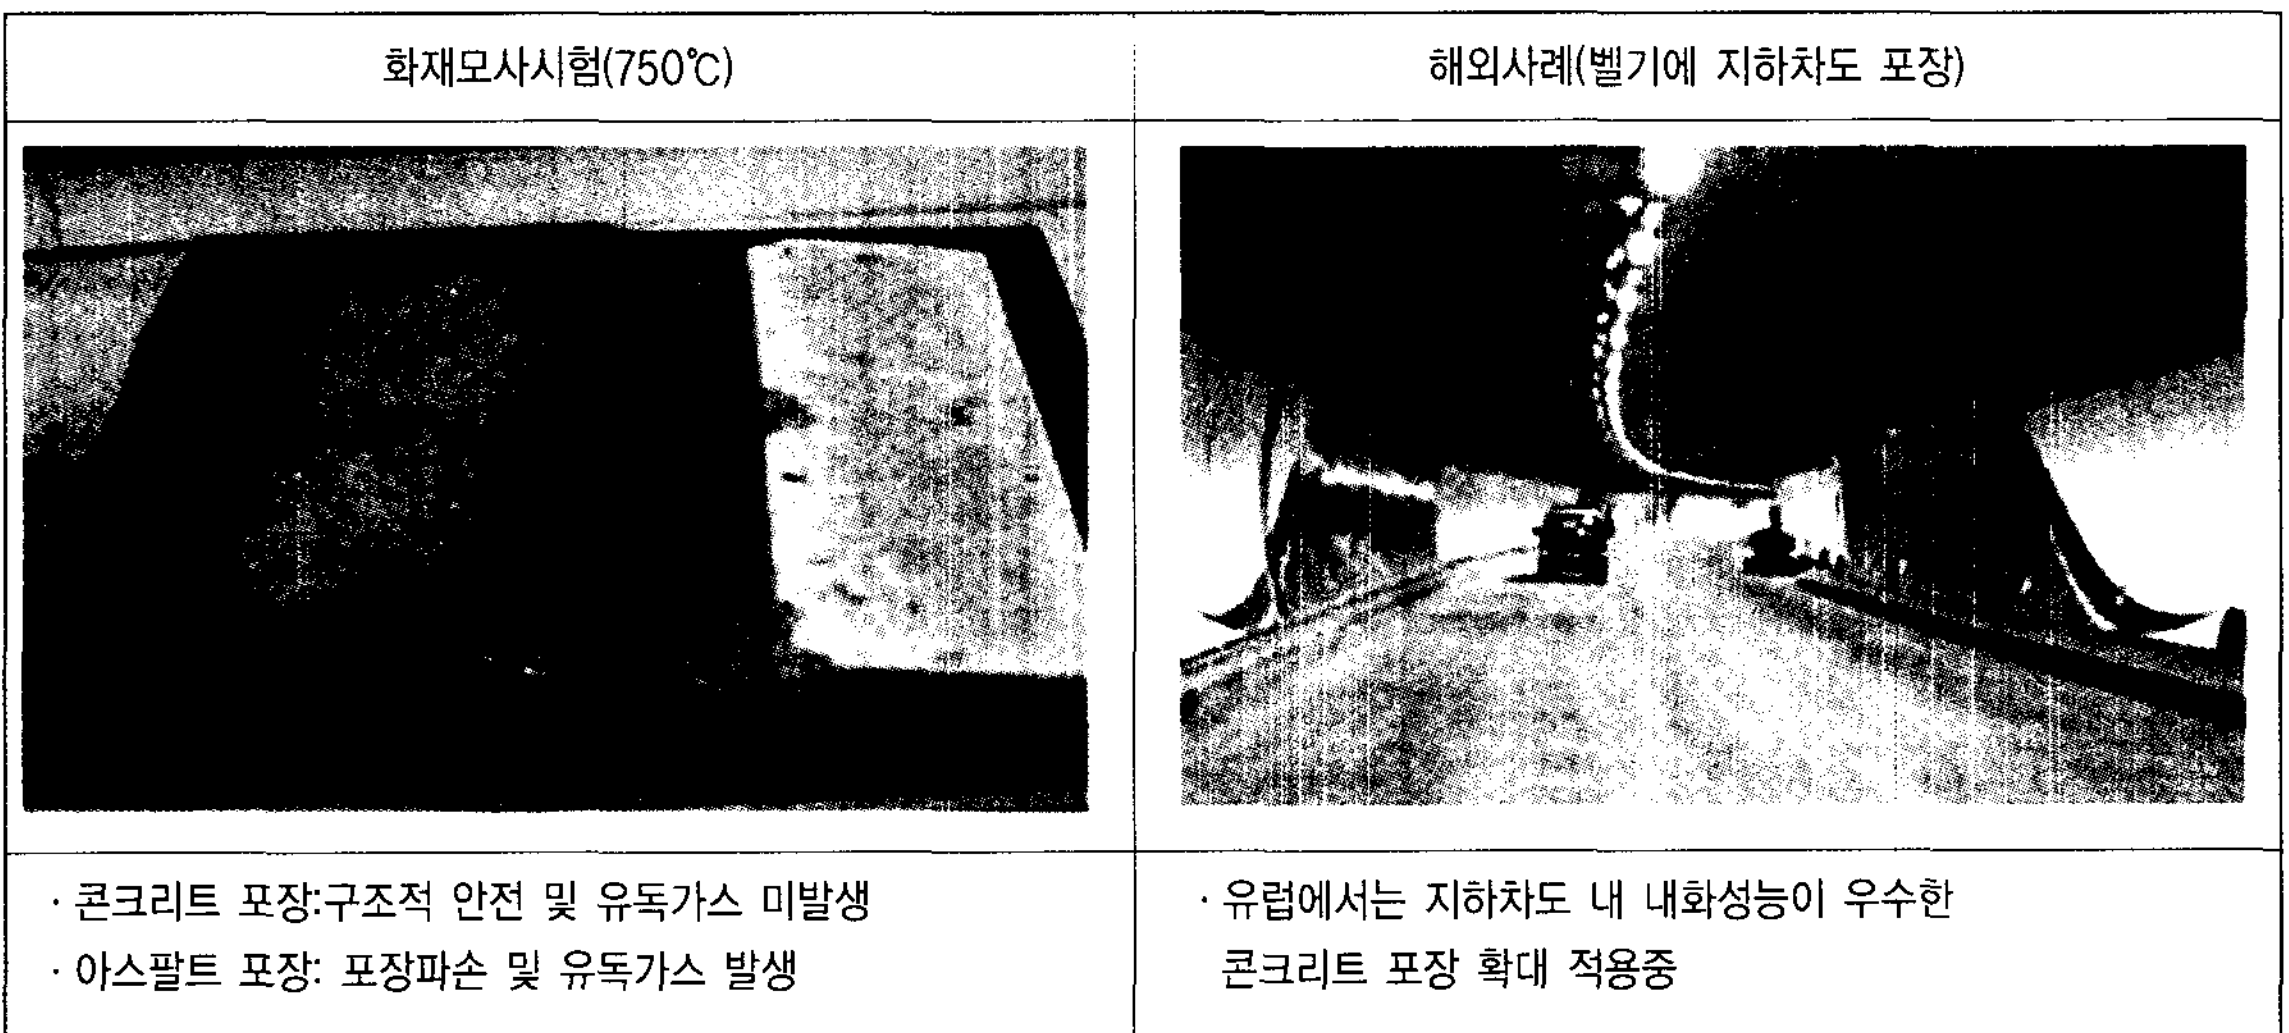 화재모사시험(750℃)
해외사례(벨기에 지하차도 포장)
· 콘크리트 포장:구조적 안전 및 유독가스 미발생
· 아스팔트 포장: 포장파손 및 유독가스 발생
· 유럽에서는 지하차도 내 내화성능이 우수한
콘크리트 포장 확대 적용중